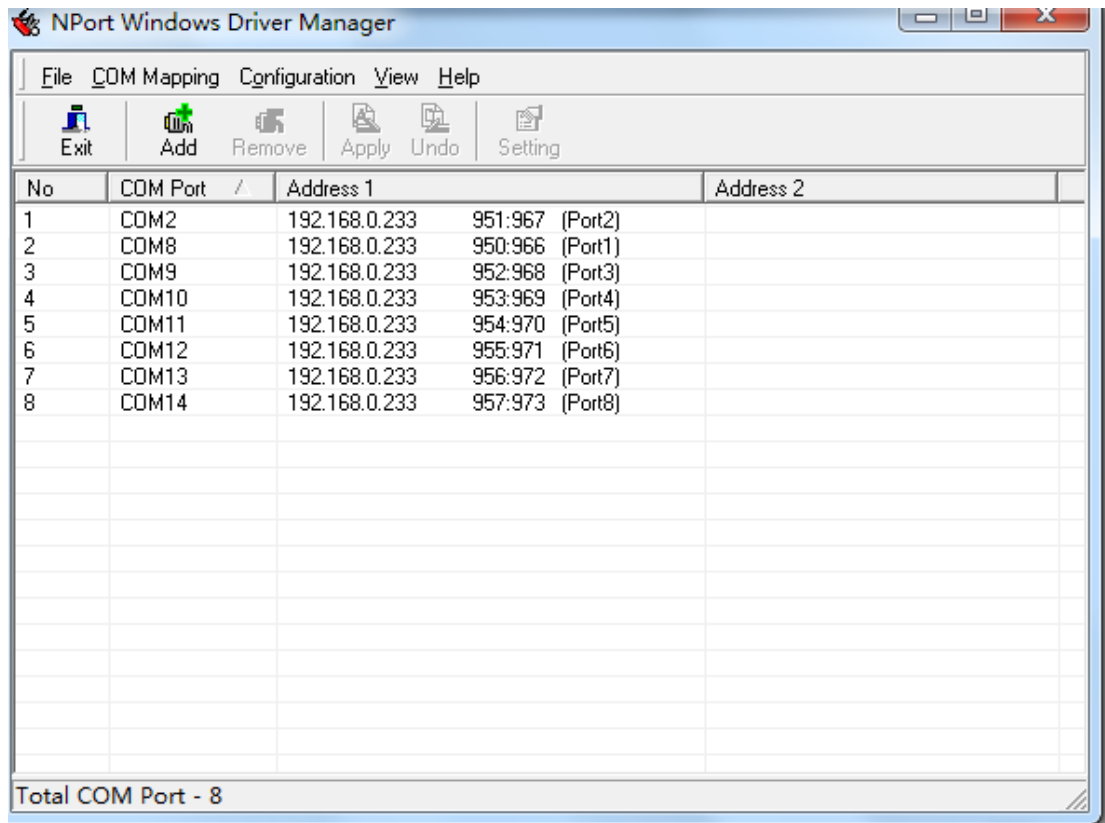 NPort Windows Driver Manager
File COM Mapping Configuration View Help
Exit Add Remove Apply Undo Setting
No COM Port Address 1 Address 2
1 COM2 192.168.0.233 951:967 (Port2)
2 COM8 192.168.0.233 950:966 (Port1)
3 COM9 192.168.0.233 952:968 (Port3)
4 COM10 192.168.0.233 953:969 (Port4)
5 COM11 192.168.0.233 954:970 (Port5)
6 COM12 192.168.0.233 955:971 (Port6)
7 COM13 192.168.0.233 956:972 (Port7)
8 COM14 192.168.0.233 957:973 (Port8)
Total COM Port - 8